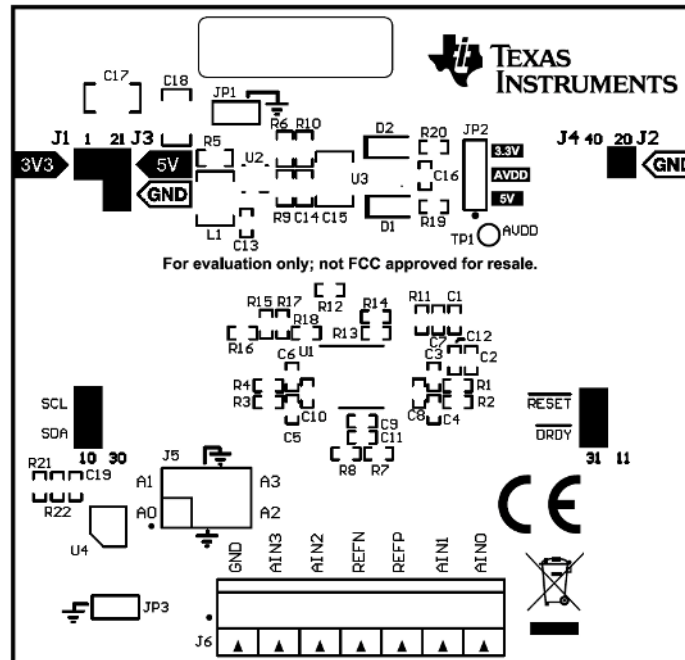 TEXAS
INSTRUMENTS
C17
C18
JP1
J1 1 21 J3
3V3
5V
GND
R5
U2
R6 R10
D2
R20
JP2
3.3V
AVDD
5V
J4 40 20 J2
GND
U3
C16
L1
C13
R9 C14 C15
D1
R19
TP1
AVDD
For evaluation only; not FCC approved for resale.
R12
R15 R17
R14
R11 C1
R16
R18
R13
U1
C7
C12
C6
C3
C2
R4
R1
R3
R2
C10
C8
C5
C4
C9
C11
R8 R7
SCL
SDA
10 30
RESET
DRDY
31 11
R21
C19
R22
U4
J5
A1 A3
A0 A2
CE
GND
AIN3
AIN2
REFN
REFP
AIN1
AIN0
JP3
J6